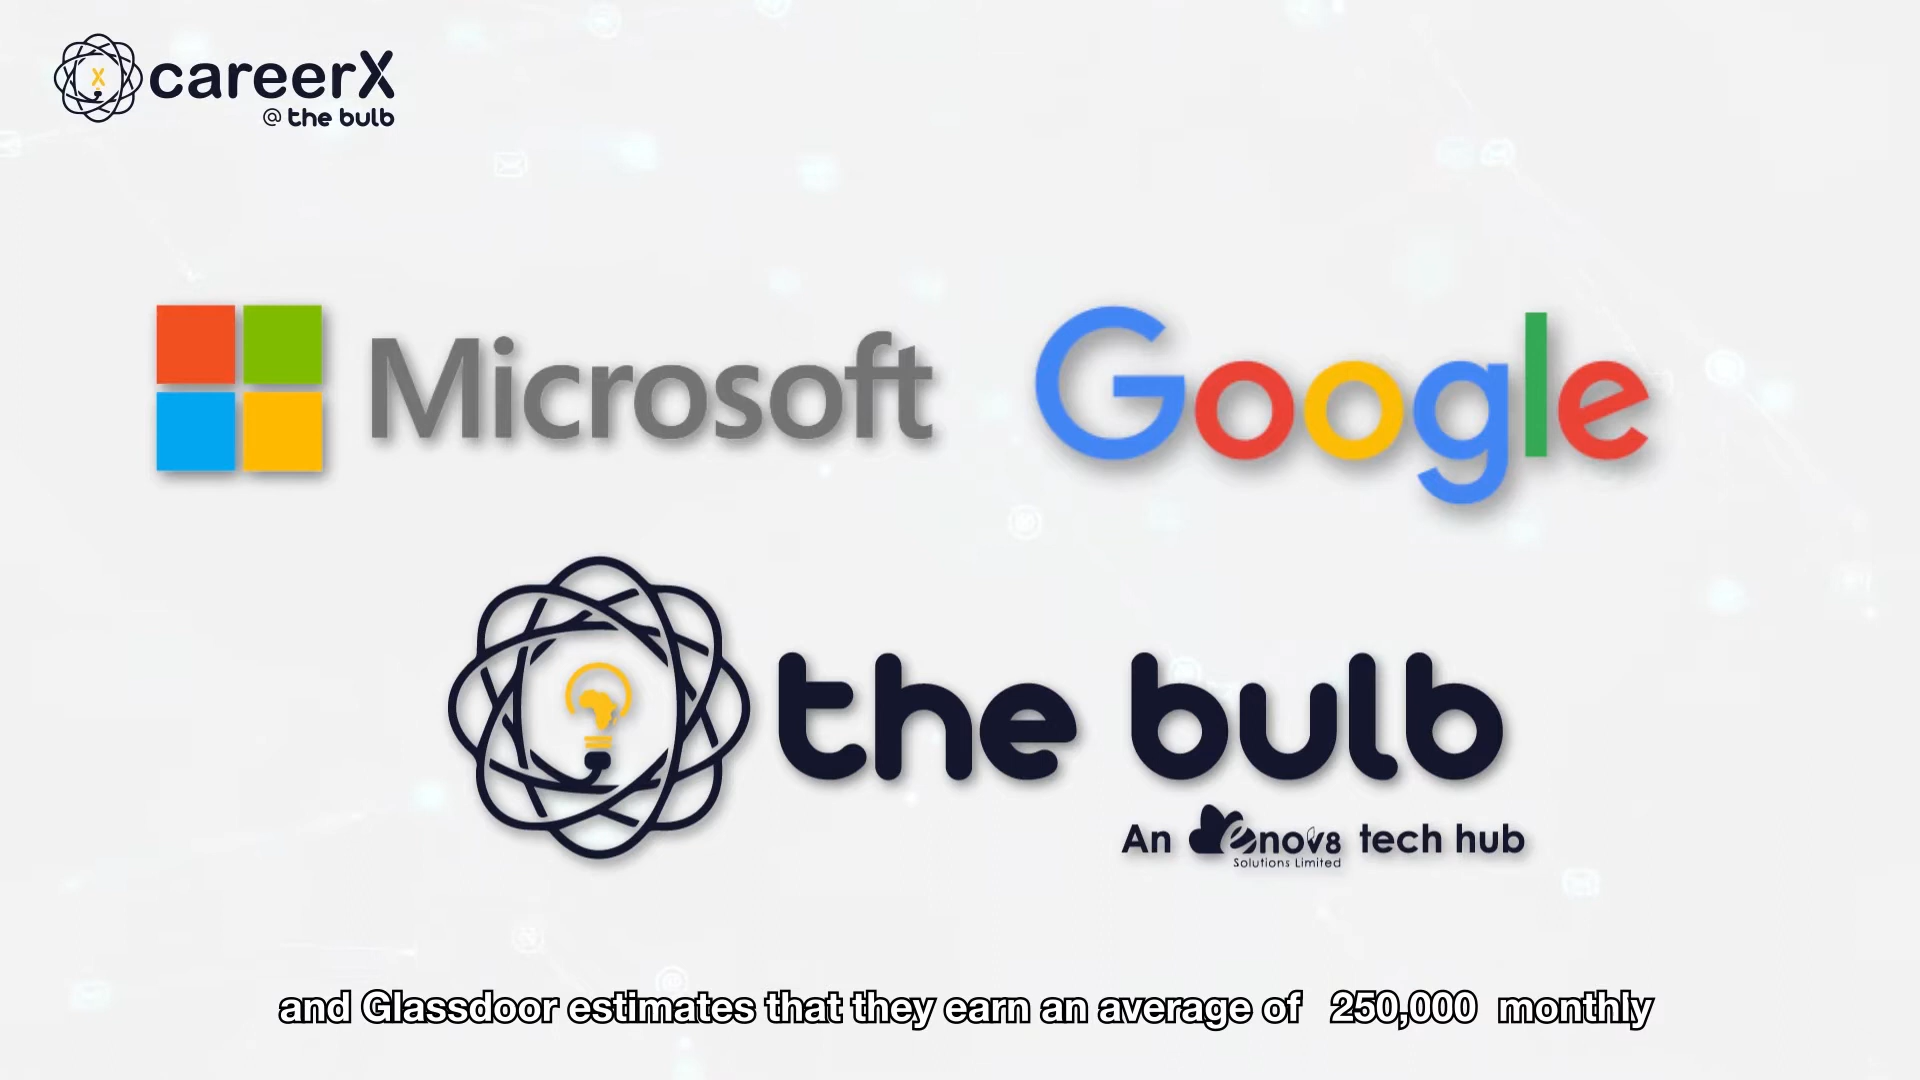 careerX
@ the bulb
Microsoft
Google
the bulb
An enov8 tech hub
Solutions Limited
and Glassdoor estimates that they earn an average of 250,000 monthly